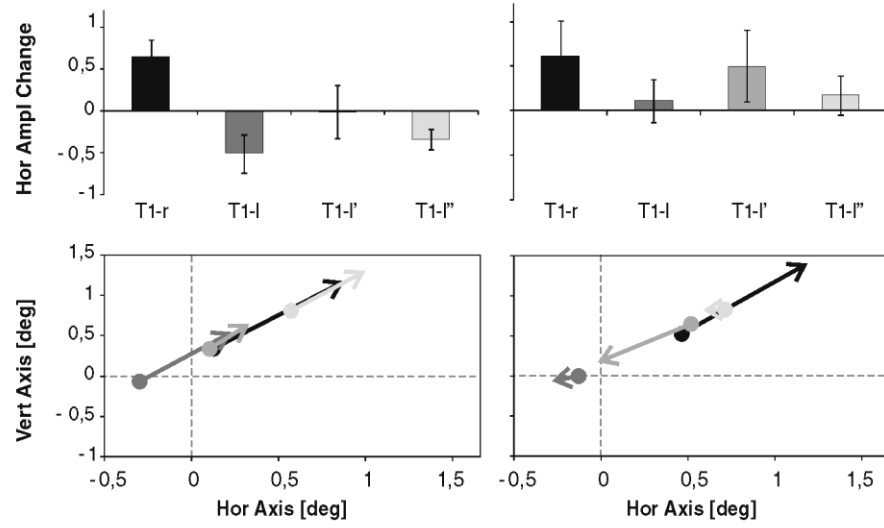 Hor Ampl Change
1
0,5
0
- 0,5
-1
T1-r T1-l T1-l’ T1-l’’
T1-r T1-l T1-l’ T1-l’’
Vert Axis [deg]
1,5
1
0,5
0
- 0,5
-1
-0,5 0 0,5 1 1,5
-0,5 0 0,5 1 1,5
Hor Axis [deg] Hor Axis [deg]